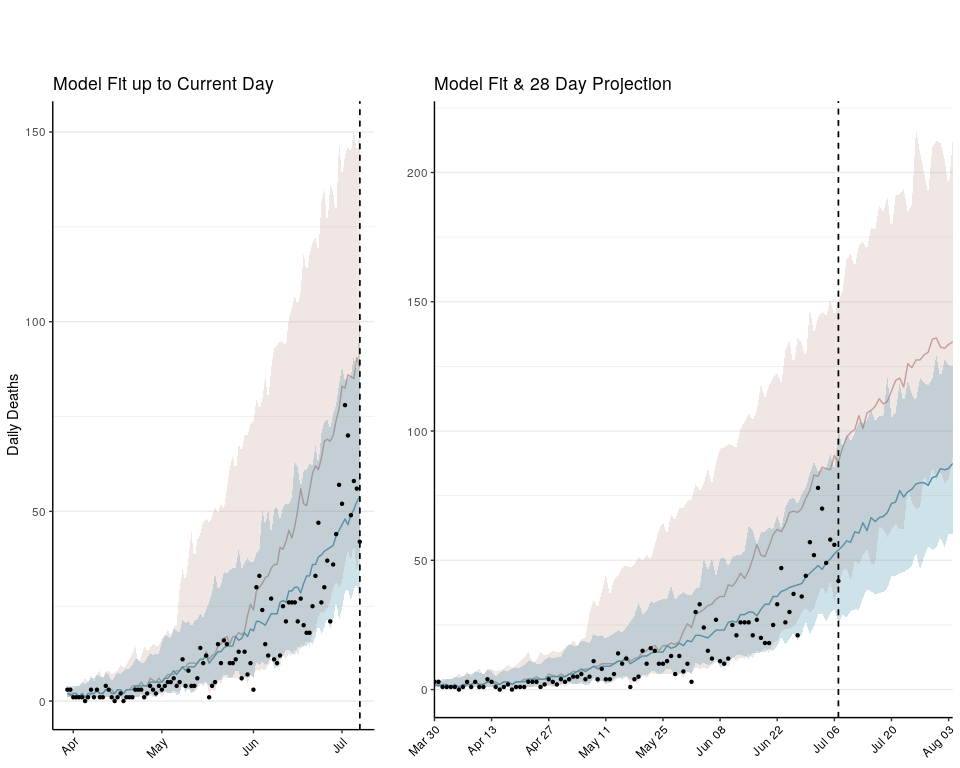 Model Fit up to Current Day
Daily Deaths
150
100
50
0
Apr
May
Jun
Jul
Model Fit & 28 Day Projection
200
150
100
50
0
Mar 30
Apr 13
Apr 27
May 11
May 25
Jun 08
Jun 22
Jul 06
Jul 20
Aug 03